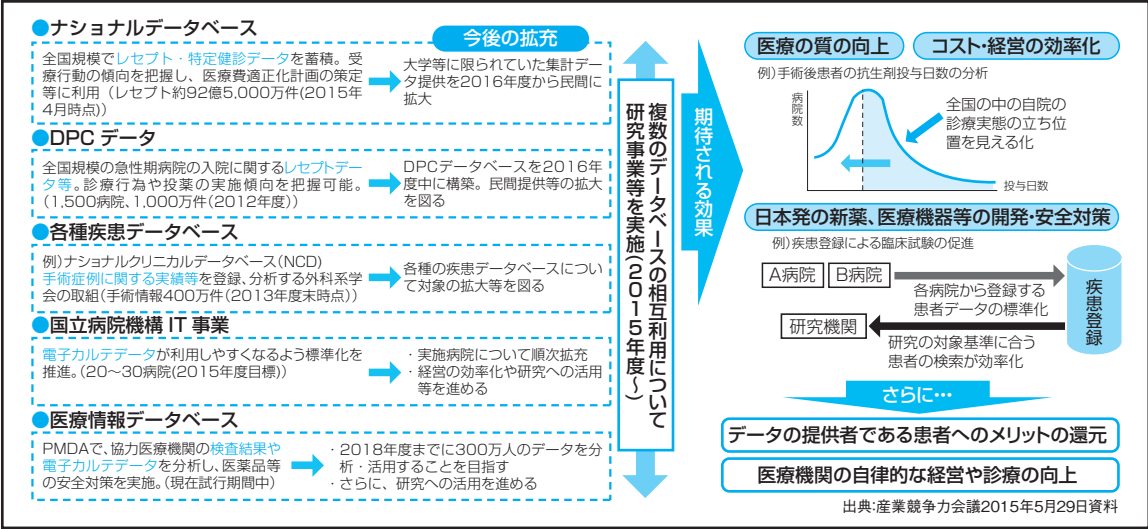 ●ナショナルデータベース
今後の拡充
全国規模でレセプト・特定健診データを蓄積。受
療行動の傾向を把握し、医療費適正化計画の策定
等に利用（レセプト約92億5,000万件(2015年
4月時点)）
大学等に限られていた集計デー
タ提供を2016年度から民間に
拡大
●DPC データ
全国規模の急性期病院の入院に関するレセプトデー
タ等。診療行為や投薬の実施傾向を把握可能。
（1,500病院、1,000万件（2012年度））
DPCデータベースを2016年
度中に構築。民間提供等の拡大
を図る
●各種疾患データベース
例）ナショナルクリニカルデータベース（NCD）
手術症例に関する実績等を登録、分析する外科系学
会の取組（手術情報400万件（2013年度末時点））
各種の疾患データベースについ
て対象の拡大等を図る
●国立病院機構 IT 事業
電子カルテデータが利用しやすくなるよう標準化を
推進。（20～30病院(2015年度目標)）
・実施病院について順次拡充
・経営の効率化や研究への活用
等を進める
●医療情報データベース
PMDAで、協力医療機関の検査結果や
電子カルテデータを分析し、医薬品等
の安全対策を実施。（現在試行期間中）
・2018年度までに300万人のデータを分
析・活用することを目指す
・さらに、研究への活用を進める
複数のデータベースの相互利用について
研究事業等を実施（2015年度～）
期待される効果
医療の質の向上
コスト・経営の効率化
例）手術後患者の抗生剤投与日数の分析
病院数
全国の中の自院の
診療実態の立ち位
置を見える化
投与日数
日本発の新薬、医療機器等の開発・安全対策
例）疾患登録による臨床試験の促進
A病院
B病院
各病院から登録する
患者データの標準化
疾患登録
研究機関
研究の対象基準に合う
患者の検索が効率化
さらに…
データの提供者である患者へのメリットの還元
医療機関の自律的な経営や診療の向上
出典：産業競争力会議2015年5月29日資料